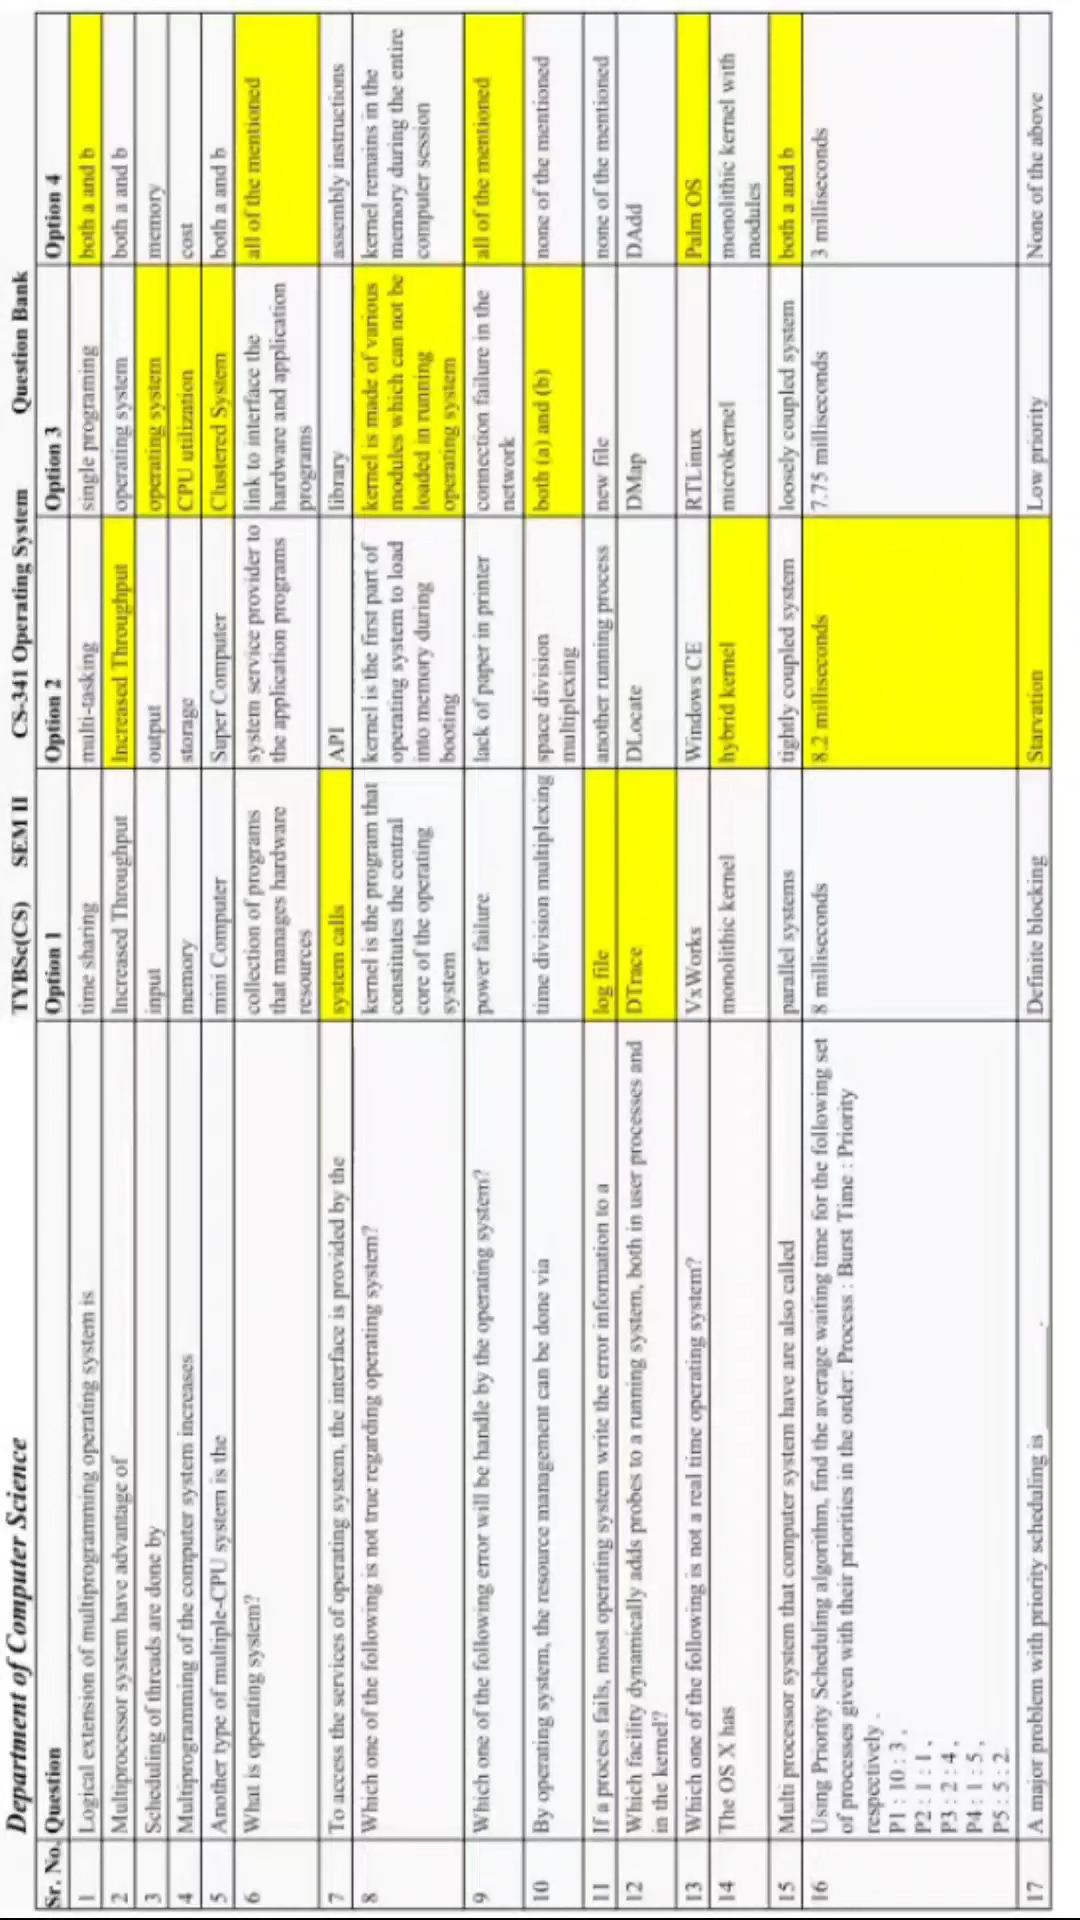 Department of Computer Science TYBSc(CS) SEM II CS-341 Operating System Question Bank
Sr. No. Question Option 1 Option 2 Option 3 Option 4
1 Logical extension of multiprogramming operating system is time sharing multi-tasking single programing both a and b
2 Multiprocessor system have advantage of Increased Throughput Increased Throughput operating system both a and b
3 Scheduling of threads are done by input output operating system memory
4 Multiprogramming of the computer system increases memory storage CPU utilization cost
5 Another type of multiple-CPU system is the mini Computer Super Computer Clustered System both a and b
6 What is operating system? collection of programs system service provider to link to interface the all of the mentioned
that manages hardware the application programs hardware and application
resources programs
7 To access the services of operating system, the interface is provided by the system calls API library assembly instructions
8 Which one of the following is not true regarding operating system? kernel is the program that kernel is the first part of kernel is made of various kernel remains in the
constitutes the central operating system to load modules which can not be memory during the entire
core of the operating into memory during loaded in running computer session
system booting operating system
9 Which one of the following error will be handle by the operating system? power failure lack of paper in printer connection failure in the all of the mentioned
network
10 By operating system, the resource management can be done via time division multiplexing space division both (a) and (b) none of the mentioned
multiplexing
11 If a process fails, most operating system write the error information to a log file another running process new file none of the mentioned
12 Which facility dynamically adds probes to a running system, both in user processes and DTrace DLocate DMap DAdd
in the kernel?
13 Which one of the following is not a real time operating system? VxWorks Windows CE RTLinux Palm OS
14 The OS X has monolithic kernel hybrid kernel microkernel monolithic kernel with
modules
15 Multi processor system that computer system have are also called parallel systems tightly coupled system loosely coupled system both a and b
16 Using Priority Scheduling algorithm, find the average waiting time for the following set 8 milliseconds 8.2 milliseconds 7.75 milliseconds 3 milliseconds
of processes given with their priorities in the order: Process : Burst Time : Priority
respectively .
P1 : 10 : 3 ,
P2 : 1 : 1 ,
P3 : 2 : 4 ,
P4 : 1 : 5 ,
P5 : 5 : 2.
17 A major problem with priority scheduling is _________. Definite blocking Starvation Low priority None of the above